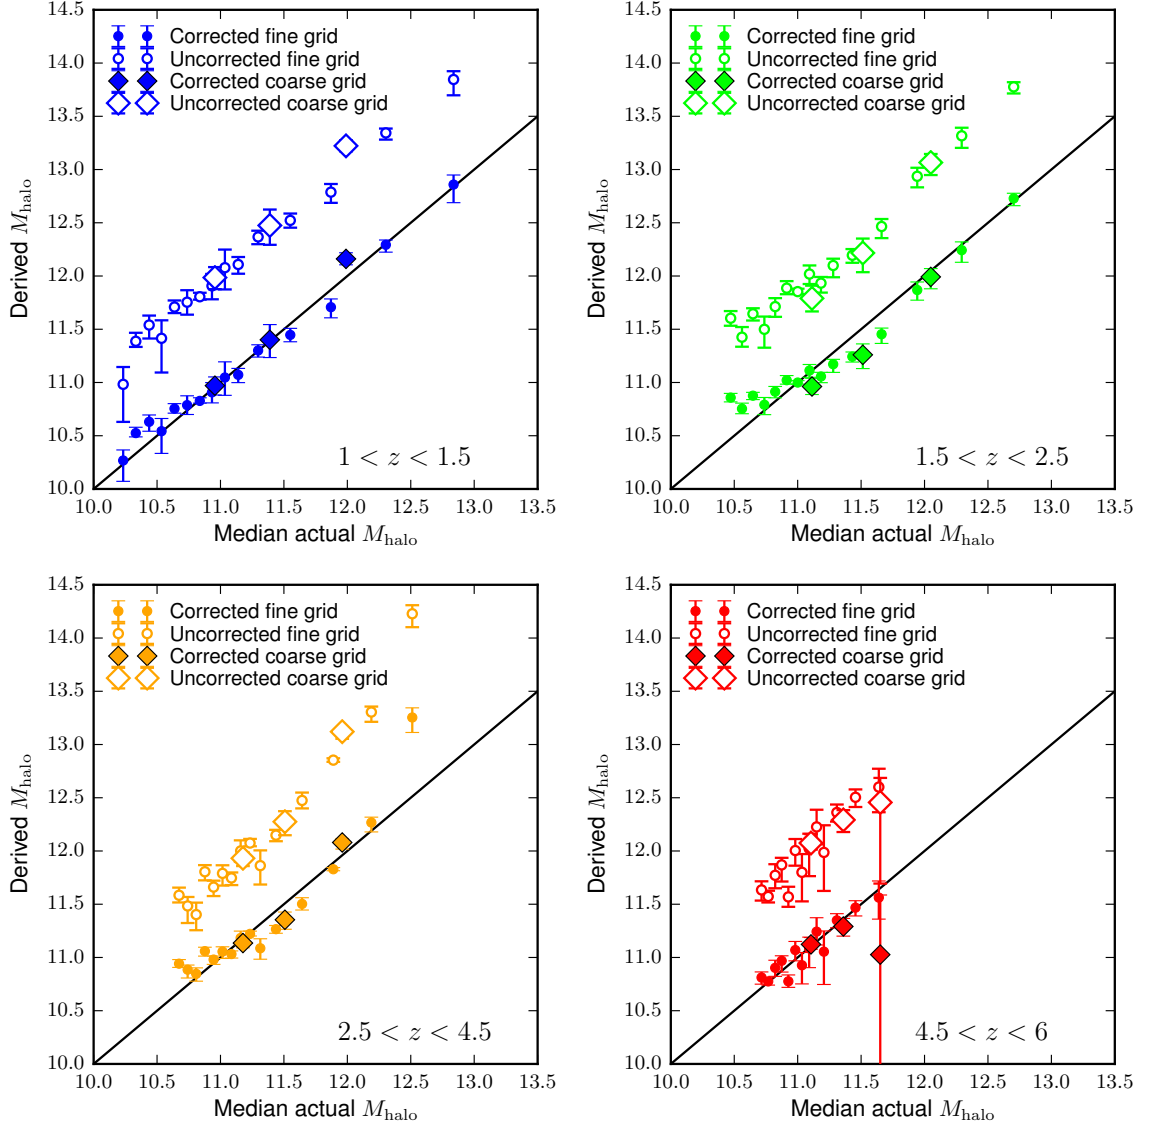 14.5
14.0
13.5
13.0
12.5
12.0
11.5
11.0
10.5
10.0
Derived M_halo
Corrected fine grid
Uncorrected fine grid
Corrected coarse grid
Uncorrected coarse grid
1 < z < 1.5
10.0 10.5 11.0 11.5 12.0 12.5 13.0 13.5
Median actual M_halo
14.5
14.0
13.5
13.0
12.5
12.0
11.5
11.0
10.5
10.0
Derived M_halo
Corrected fine grid
Uncorrected fine grid
Corrected coarse grid
Uncorrected coarse grid
1.5 < z < 2.5
10.0 10.5 11.0 11.5 12.0 12.5 13.0 13.5
Median actual M_halo
14.5
14.0
13.5
13.0
12.5
12.0
11.5
11.0
10.5
10.0
Derived M_halo
Corrected fine grid
Uncorrected fine grid
Corrected coarse grid
Uncorrected coarse grid
2.5 < z < 4.5
10.0 10.5 11.0 11.5 12.0 12.5 13.0 13.5
Median actual M_halo
14.5
14.0
13.5
13.0
12.5
12.0
11.5
11.0
10.5
10.0
Derived M_halo
Corrected fine grid
Uncorrected fine grid
Corrected coarse grid
Uncorrected coarse grid
4.5 < z < 6
10.0 10.5 11.0 11.5 12.0 12.5 13.0 13.5
Median actual M_halo